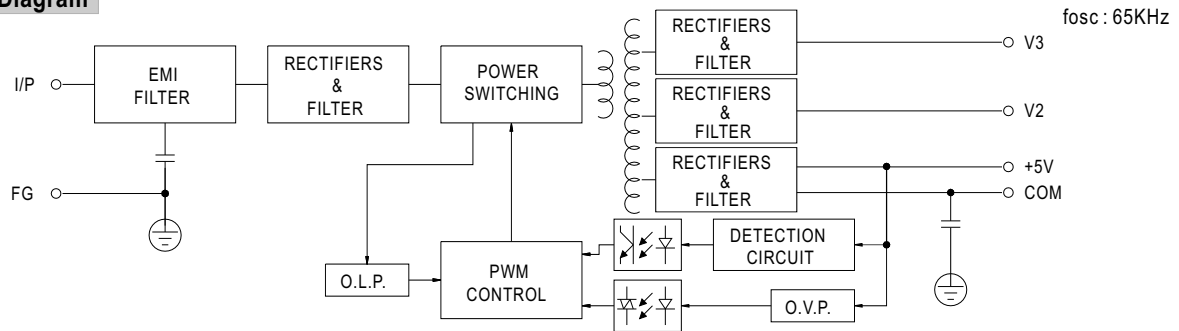 Diagram
fosc : 65KHz
I/P
EMI
FILTER
RECTIFIERS
&
FILTER
POWER
SWITCHING
RECTIFIERS
&
FILTER
V3
RECTIFIERS
&
FILTER
V2
RECTIFIERS
&
FILTER
+5V
COM
FG
O.L.P.
PWM
CONTROL
DETECTION
CIRCUIT
O.V.P.